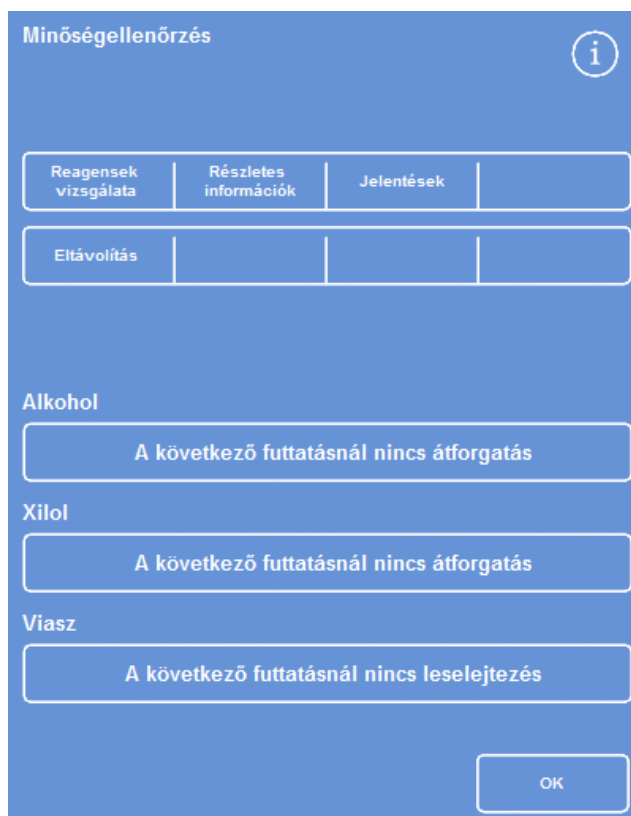 Minőségellenőrzés
i
Reagensek
vizsgálata
Részletes
információk
Jelentések
Eltávolítás
Alkohol
A következő futtatásnál nincs átforgatás
Xilol
A következő futtatásnál nincs átforgatás
Viasz
A következő futtatásnál nincs leselejtezés
OK